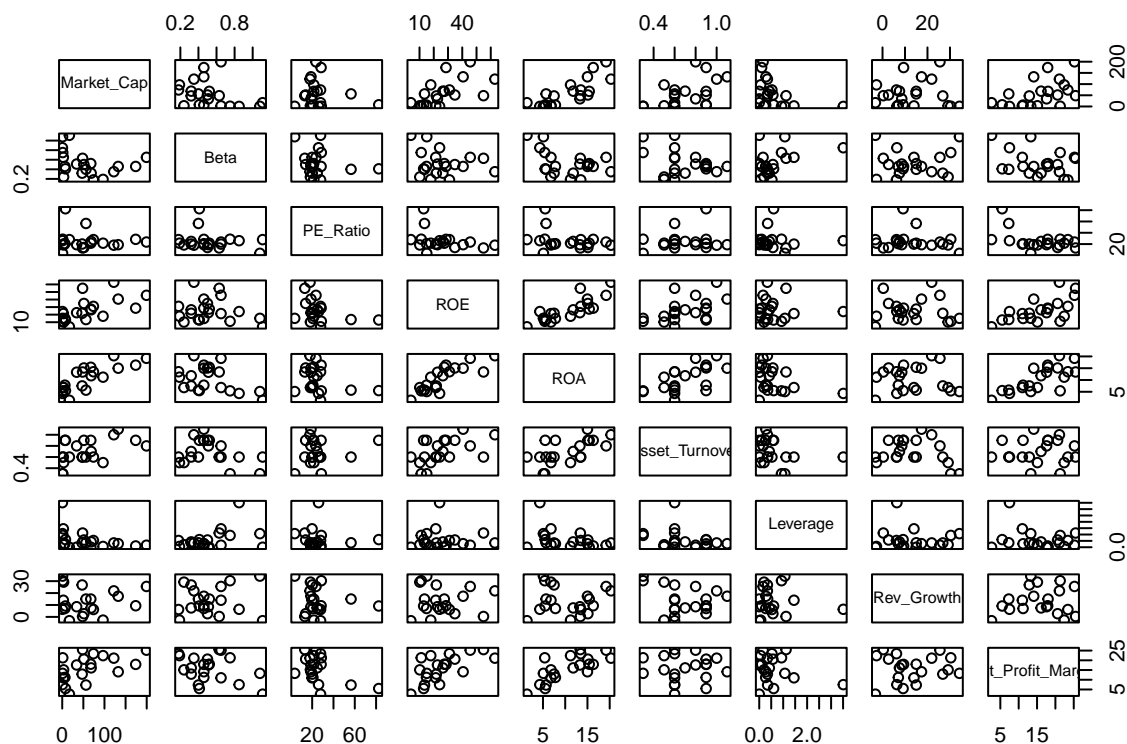 0.2 0.8
10 40
0.4 1.0
0 20
Market_Cap
0 200
0.2
Beta
PE_Ratio
20
10
ROE
ROA
5
0.4
sset_Turnove
Leverage
0.0
0 30
Rev_Growth
t_Profit_Marg
5 25
0 100
20 60
5 15
0.0 2.0
5 15